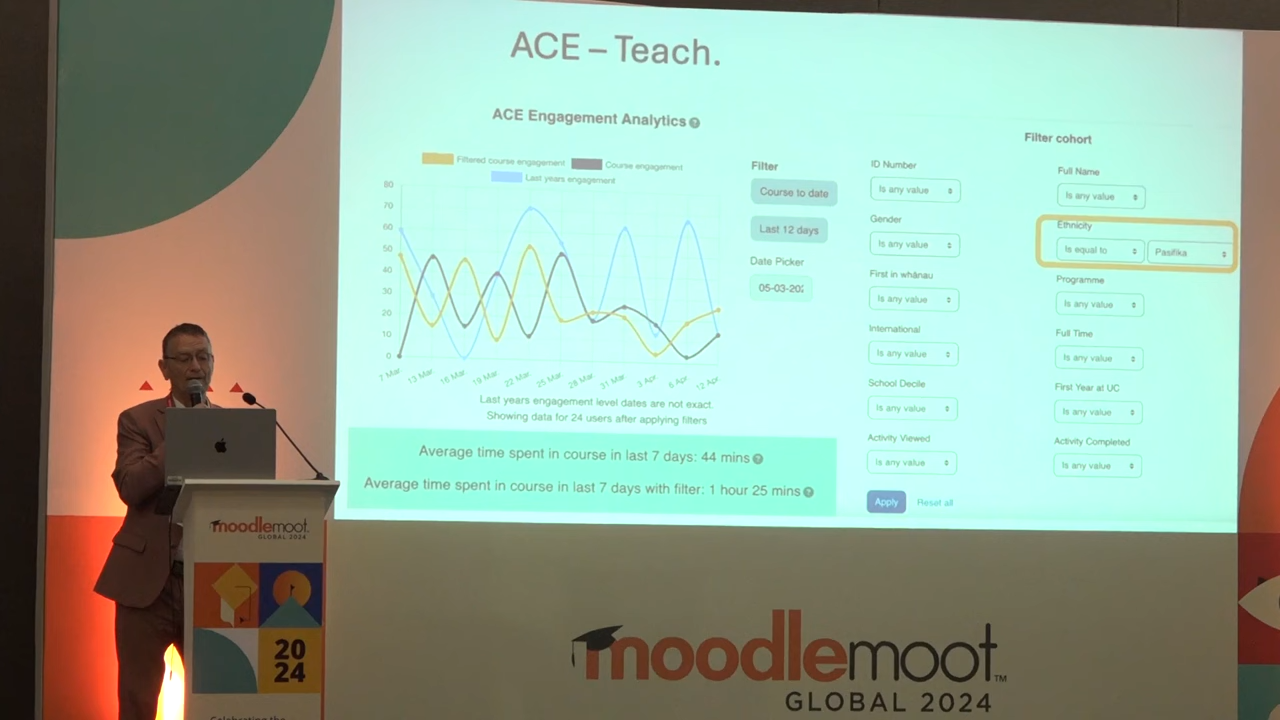 ACE – Teach.
ACE Engagement Analytics
Filtered course engagement
Course engagement
Last years engagement
80
70
60
50
40
30
20
10
0
7 Mar.
13 Mar.
16 Mar.
19 Mar.
22 Mar.
25 Mar.
28 Mar.
31 Mar.
3 Apr.
12 Apr.
Last years engagement level dates are not exact.
Showing data for 24 users after applying filters
Average time spent in course in last 7 days: 44 mins
Average time spent in course in last 7 days with filter: 1 hour 25 mins
Filter
Course to date
Last 12 days
Date Picker
05-03-202
ID Number
Is any value
Gender
Is any value
First in whānau
Is any value
International
Is any value
School Decile
Is any value
Activity Viewed
Is any value
Apply
Reset all
Filter cohort
Full Name
Is any value
Ethnicity
Is equal to
Pasifika
Programme
Is any value
Full Time
Is any value
First Year at UC
Is any value
Activity Completed
Is any value
moodlemoot.
GLOBAL 2024
20
24
Celebrating the
moodlemoot™
GLOBAL 2024